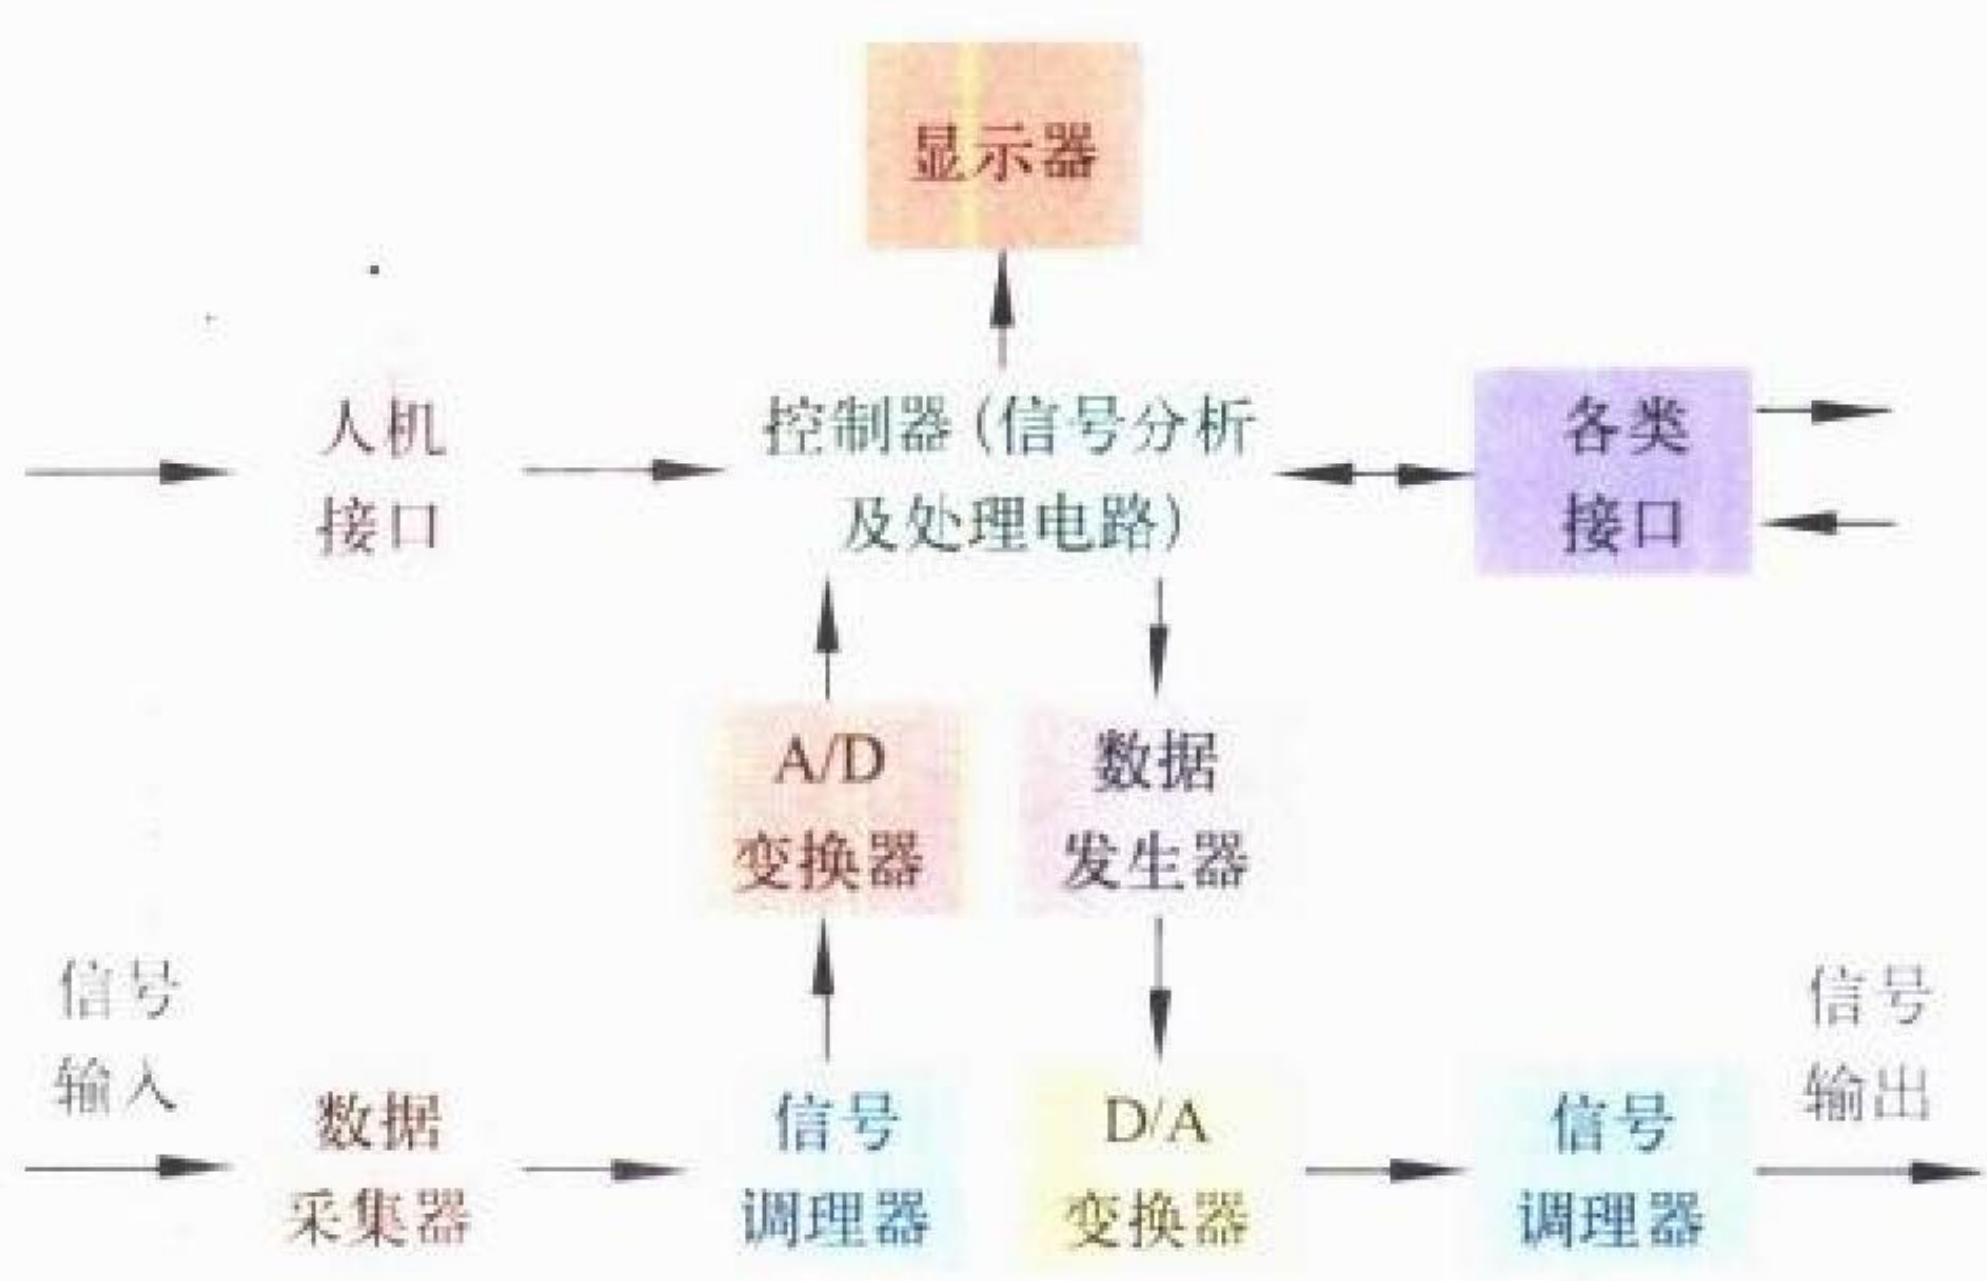 显示器
人机
接口
控制器(信号分析
及处理电路)
各类
接口
A/D
变换器
数据
发生器
信号
输入
数据
采集器
信号
调理器
D/A
变换器
信号
调理器
信号
输出